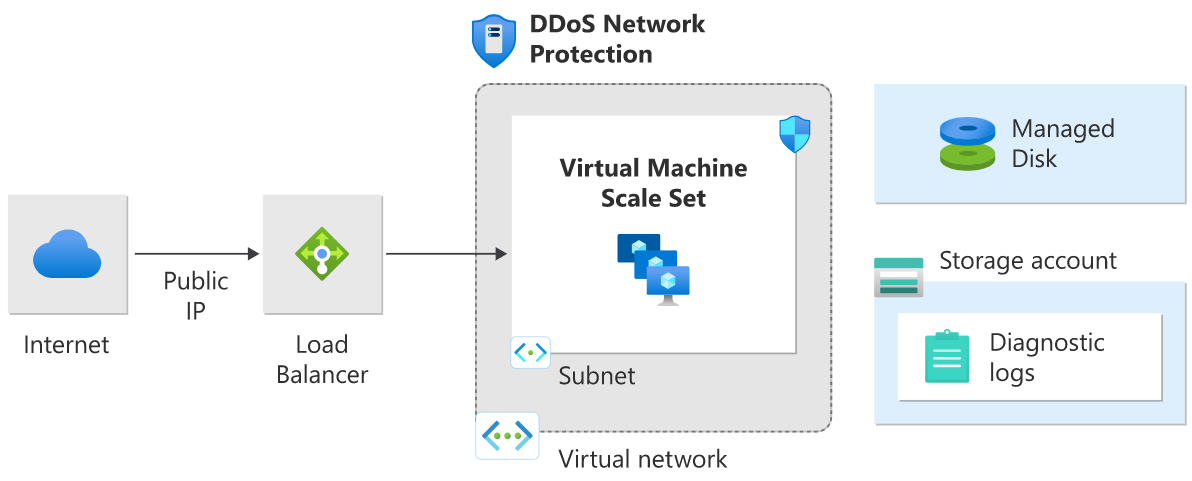 DDoS Network
Protection
Virtual Machine
Scale Set
Managed
Disk
Public
IP
Storage account
Internet
Load
Balancer
Diagnostic
logs
Subnet
Virtual network